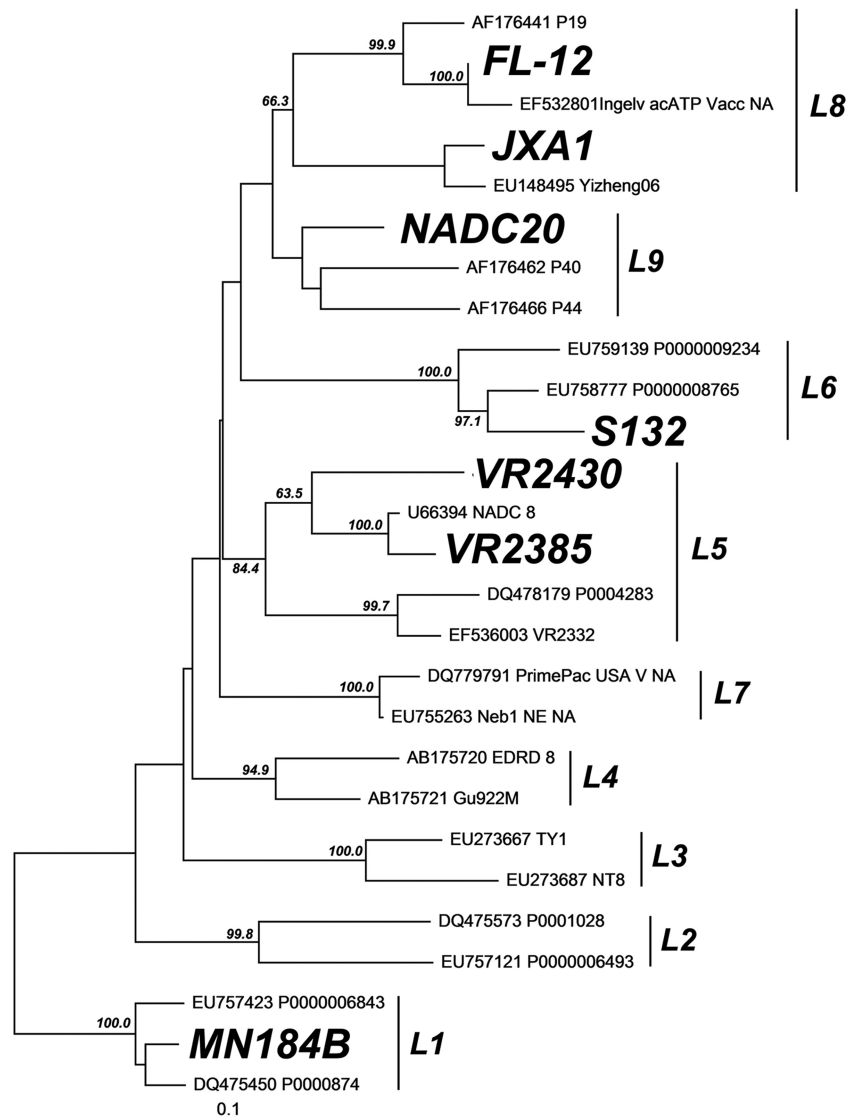 AF176441 P19
99.9
FL-12
100.0
EF532801Ingelv acATP Vacc NA
L8
66.3
JXA1
EU148495 Yizheng06
NADC20
AF176462 P40
L9
AF176466 P44
EU759139 P0000009234
100.0
EU758777 P0000008765
L6
97.1
S132
VR2430
63.5
U66394 NADC 8
100.0
VR2385
L5
84.4
DQ478179 P0004283
99.7
EF536003 VR2332
DQ779791 PrimePac USA V NA
100.0
L7
EU755263 Neb1 NE NA
AB175720 EDRD 8
94.9
L4
AB175721 Gu922M
EU273667 TY1
100.0
L3
EU273687 NT8
DQ475573 P0001028
99.8
L2
EU757121 P0000006493
EU757423 P0000006843
100.0
MN184B
L1
DQ475450 P0000874
0.1